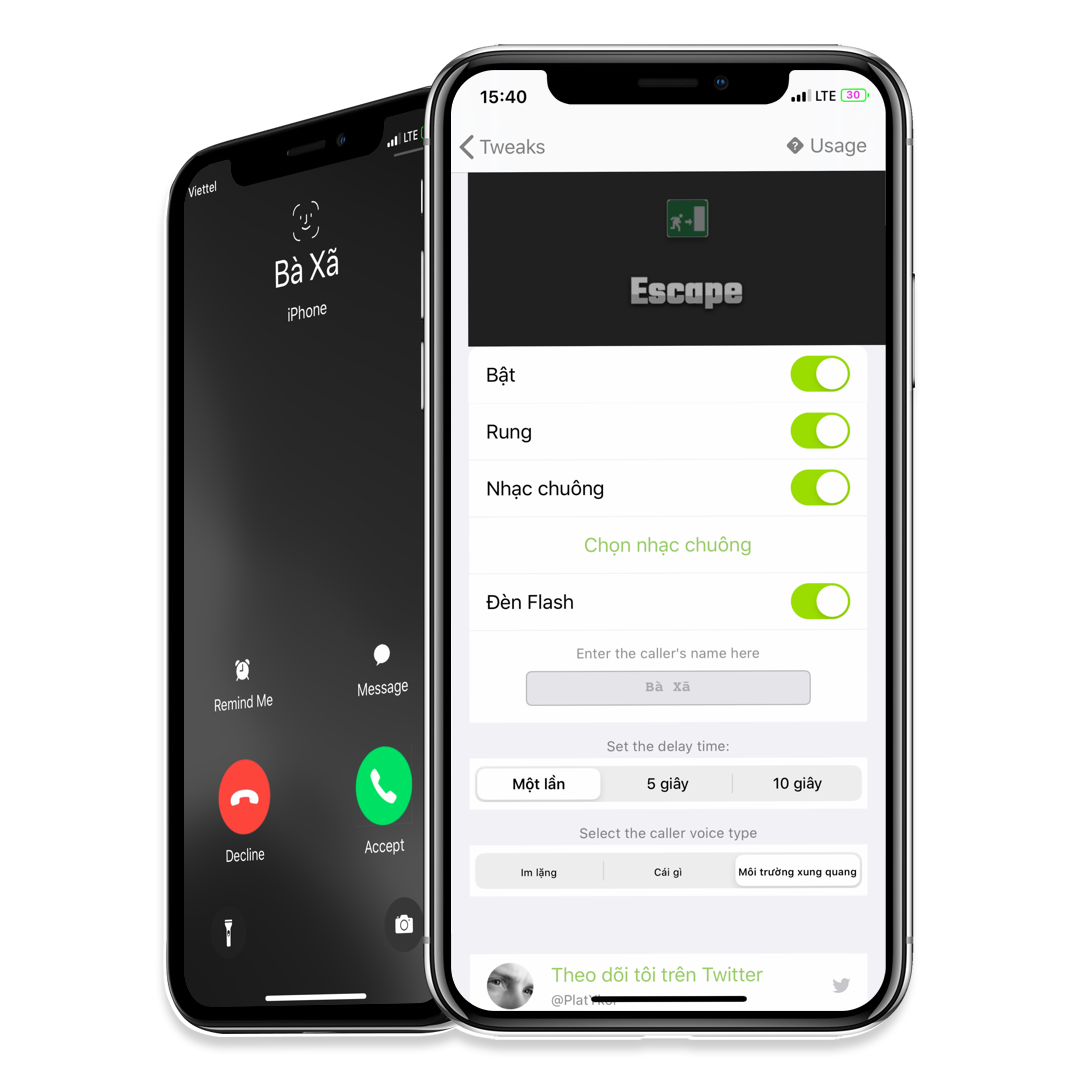 LTE
Viettel
Bà Xã
iPhone
Remind Me
Message
Decline
Accept
15:40
LTE 30
Tweaks
Usage
Escape
Bật
Rung
Nhạc chuông
Chọn nhạc chuông
Đèn Flash
Enter the caller's name here
Bà Xã
Set the delay time:
Một lần
5 giây
10 giây
Select the caller voice type
Im lặng
Cái gì
Môi trường xung quang
Theo dõi tôi trên Twitter